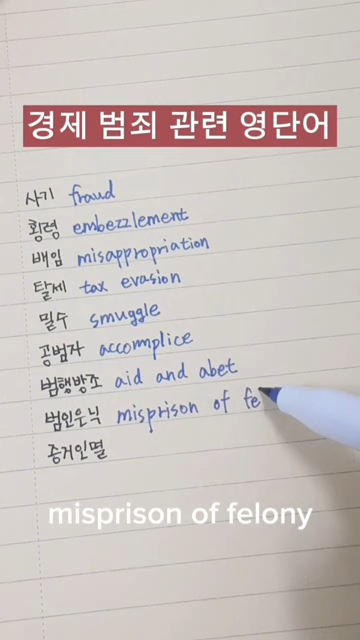 경제 범죄 관련 영단어
사기 fraud
횡령 embezzlement
배임 misappropriation
탈세 tax evasion
밀수 smuggle
공범자 accomplice
범행방조 aid and abet
범인은닉 misprison of fe
증거인멸
misprison of felony